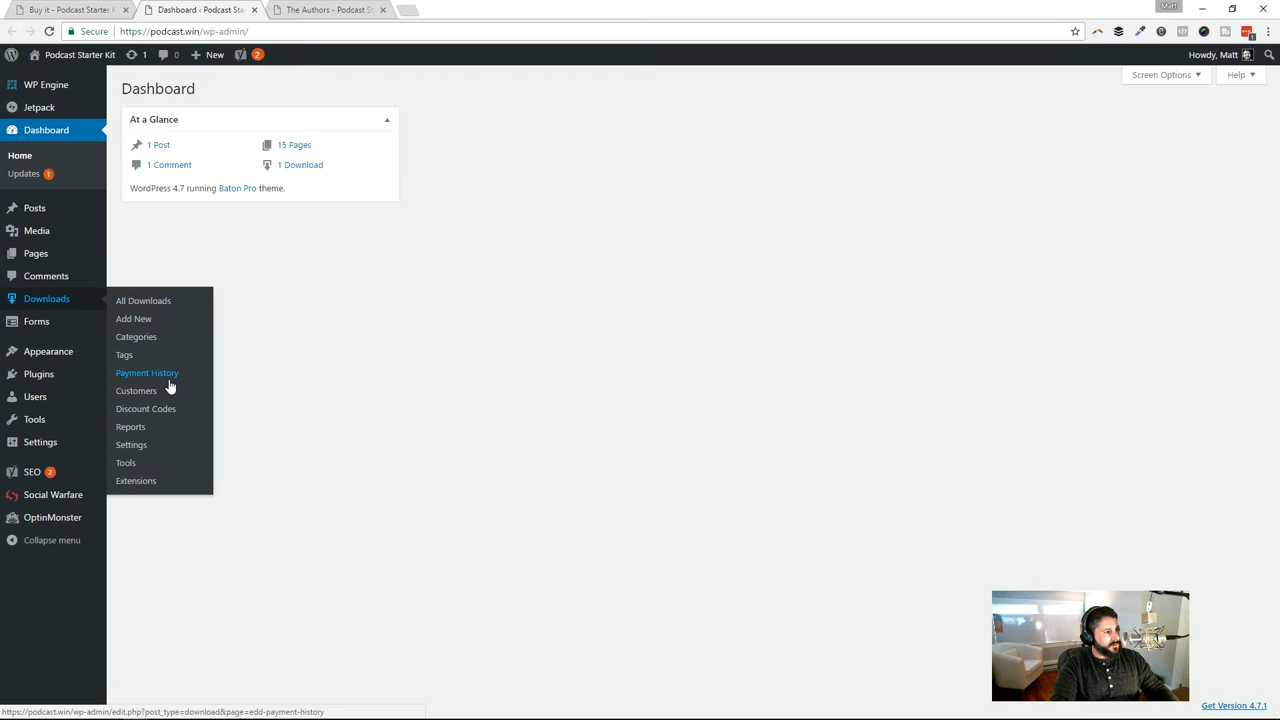 Buy it - Podcast Starter
Dashboard ‹ Podcast Sta
The Authors - Podcast St
Matt
Secure
https://podcast.win/wp-admin/
Podcast Starter Kit
1
0
New
2
Howdy, Matt
WP Engine
Jetpack
Dashboard
Home
Updates 1
Posts
Media
Pages
Comments
Downloads
Forms
Appearance
Plugins
Users
Tools
Settings
SEO 2
Social Warfare
OptinMonster
Collapse menu
All Downloads
Add New
Categories
Tags
Payment History
Customers
Discount Codes
Reports
Settings
Tools
Extensions
Dashboard
Screen Options
Help
At a Glance
1 Post
15 Pages
1 Comment
1 Download
WordPress 4.7 running Baton Pro theme.
Get Version 4.7.1
https://podcast.win/wp-admin/edit.php?post_type=download&page=edd-payment-history